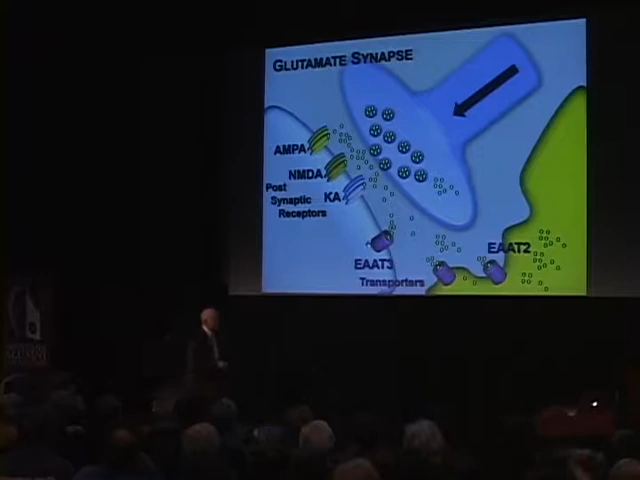 GLUTAMATE SYNAPSE
AMPA
NMDA
Post
Synaptic
Receptors
KA
EAAT3
Transporters
EAAT2